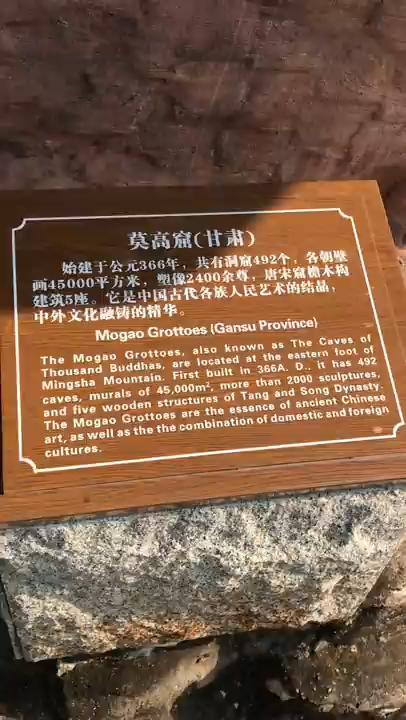 莫高窟(甘肃)
始建于公元366年，共有洞窟492个，各朝壁
画45000平方米，塑像2400余尊，唐宋窟檐木构
建筑5座。它是中国古代各族人民艺术的结晶，
中外文化融铸的精华。
Mogao Grottoes (Gansu Province)
The Mogao Grottoes, also known as The Caves of
Thousand Buddhas, are located at the eastern foot of
Mingsha Mountain. First built in 366A. D., it has 492
caves, murals of 45,000m², more than 2000 sculptures,
and five wooden structures of Tang and Song Dynasty.
The Mogao Grottoes are the essence of ancient Chinese
art, as well as the the combination of domestic and foreign
cultures.